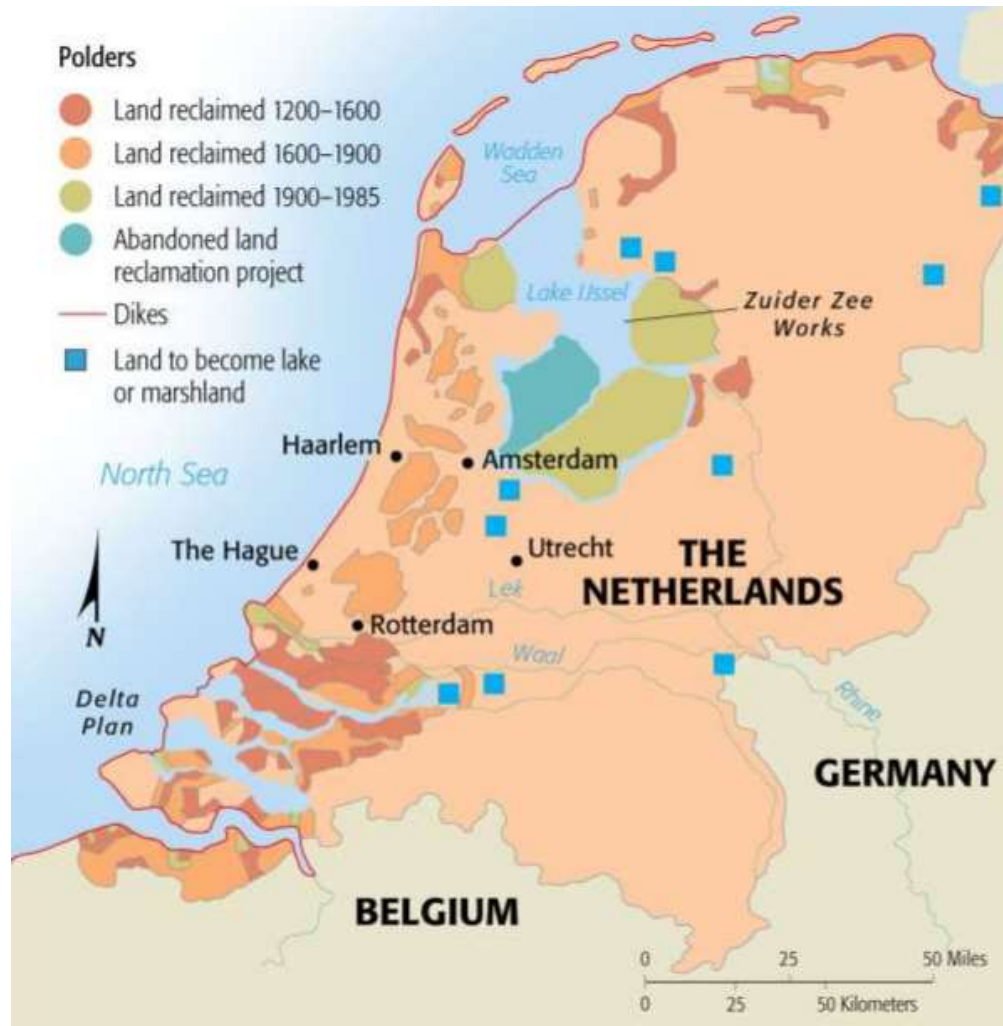 Polders
Land reclaimed 1200–1600
Land reclaimed 1600–1900
Land reclaimed 1900–1985
Abandoned land
reclamation project
Dikes
Land to become lake
or marshland
Wadden
Sea
Lake IJssel
Zuider Zee
Works
Haarlem
Amsterdam
North Sea
The Hague
Utrecht
THE
NETHERLANDS
Lek
N
Rotterdam
Waal
Delta
Plan
Rhine
GERMANY
BELGIUM
0 25 50 Miles
0 25 50 Kilometers